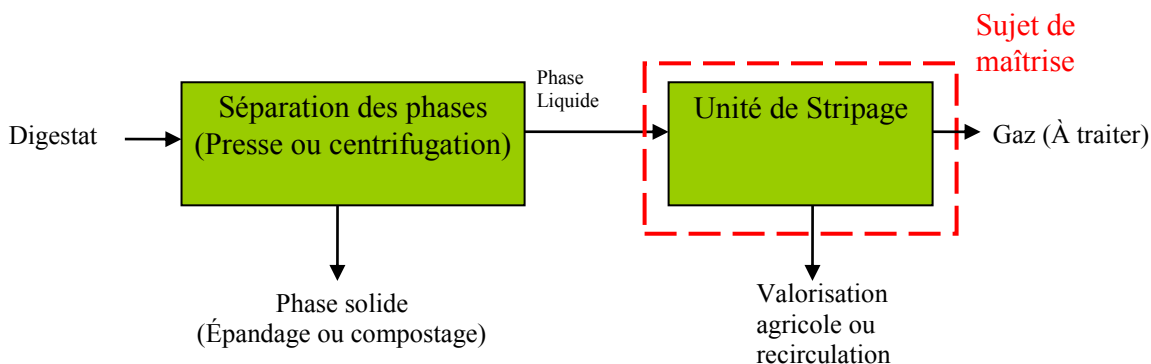 Sujet de
maîtrise
Phase
Liquide
Séparation des phases
(Presse ou centrifugation)
Unité de Stripage
Digestat
Gaz (À traiter)
Phase solide
(Épandage ou compostage)
Valorisation
agricole ou
recirculation